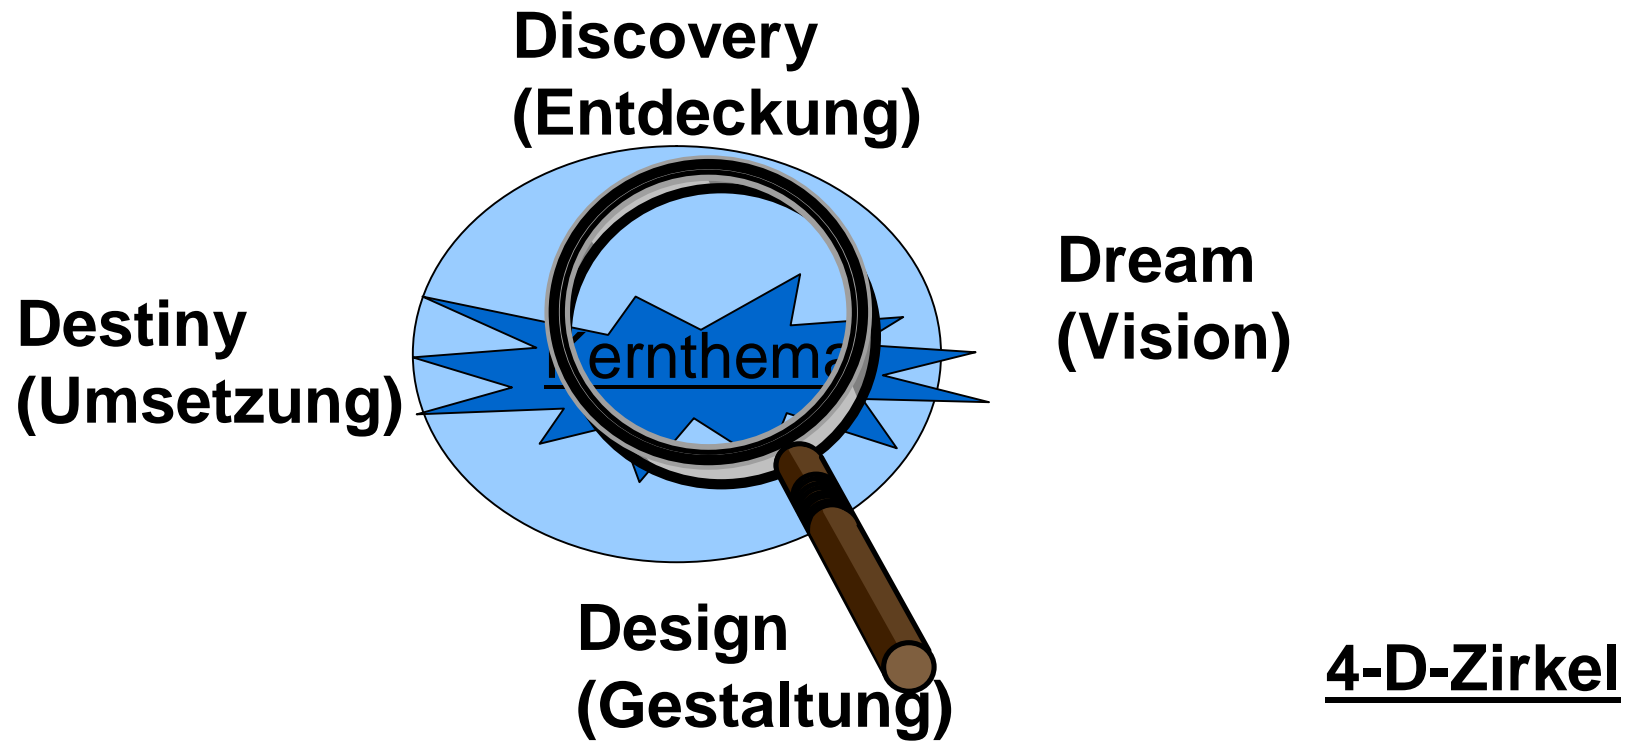 Discovery
(Entdeckung)
Dream
(Vision)
Destiny
(Umsetzung)
Kernthema
Design
(Gestaltung)
4-D-Zirkel